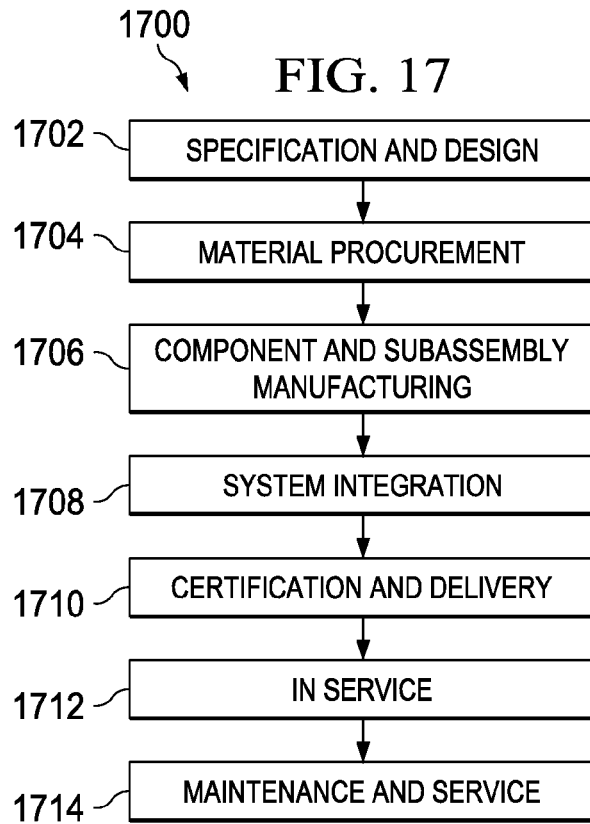 1700
FIG. 17
1702
SPECIFICATION AND DESIGN
1704
MATERIAL PROCUREMENT
1706
COMPONENT AND SUBASSEMBLY
MANUFACTURING
1708
SYSTEM INTEGRATION
1710
CERTIFICATION AND DELIVERY
1712
IN SERVICE
1714
MAINTENANCE AND SERVICE